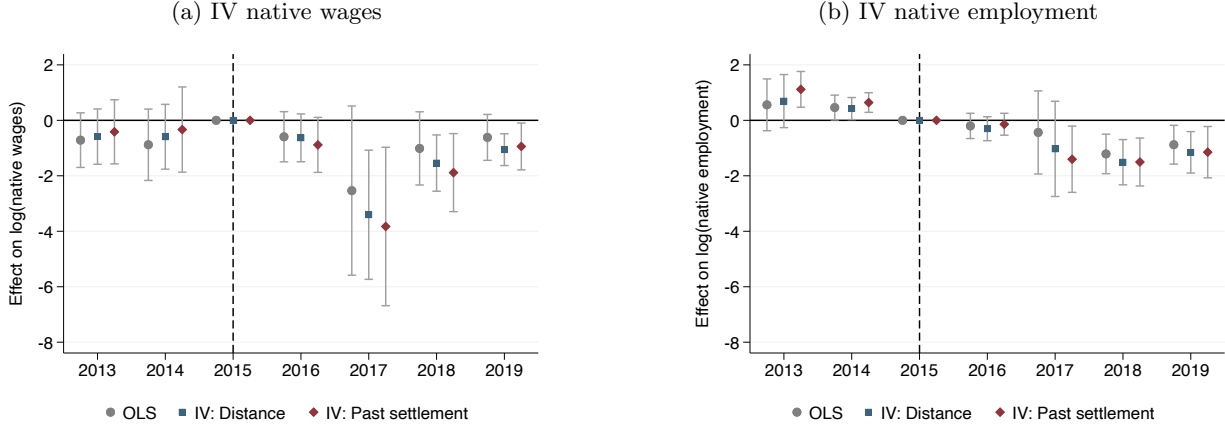 (a) IV native wages
Effect on log(native wages)
2
0
-2
-4
-6
-8
2013 2014 2015 2016 2017 2018 2019
OLS IV: Distance IV: Past settlement
(b) IV native employment
Effect on log(native employment)
2
0
-2
-4
-6
-8
2013 2014 2015 2016 2017 2018 2019
OLS IV: Distance IV: Past settlement